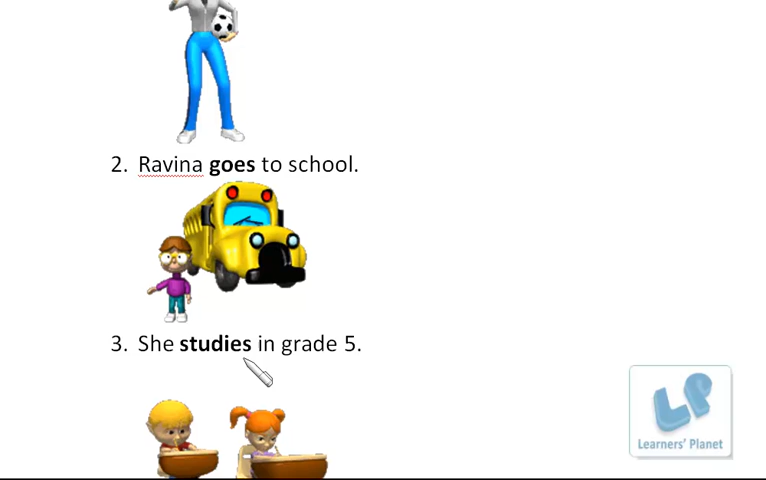 2. Ravina goes to school.
3. She studies in grade 5.
LP
Learners' Planet